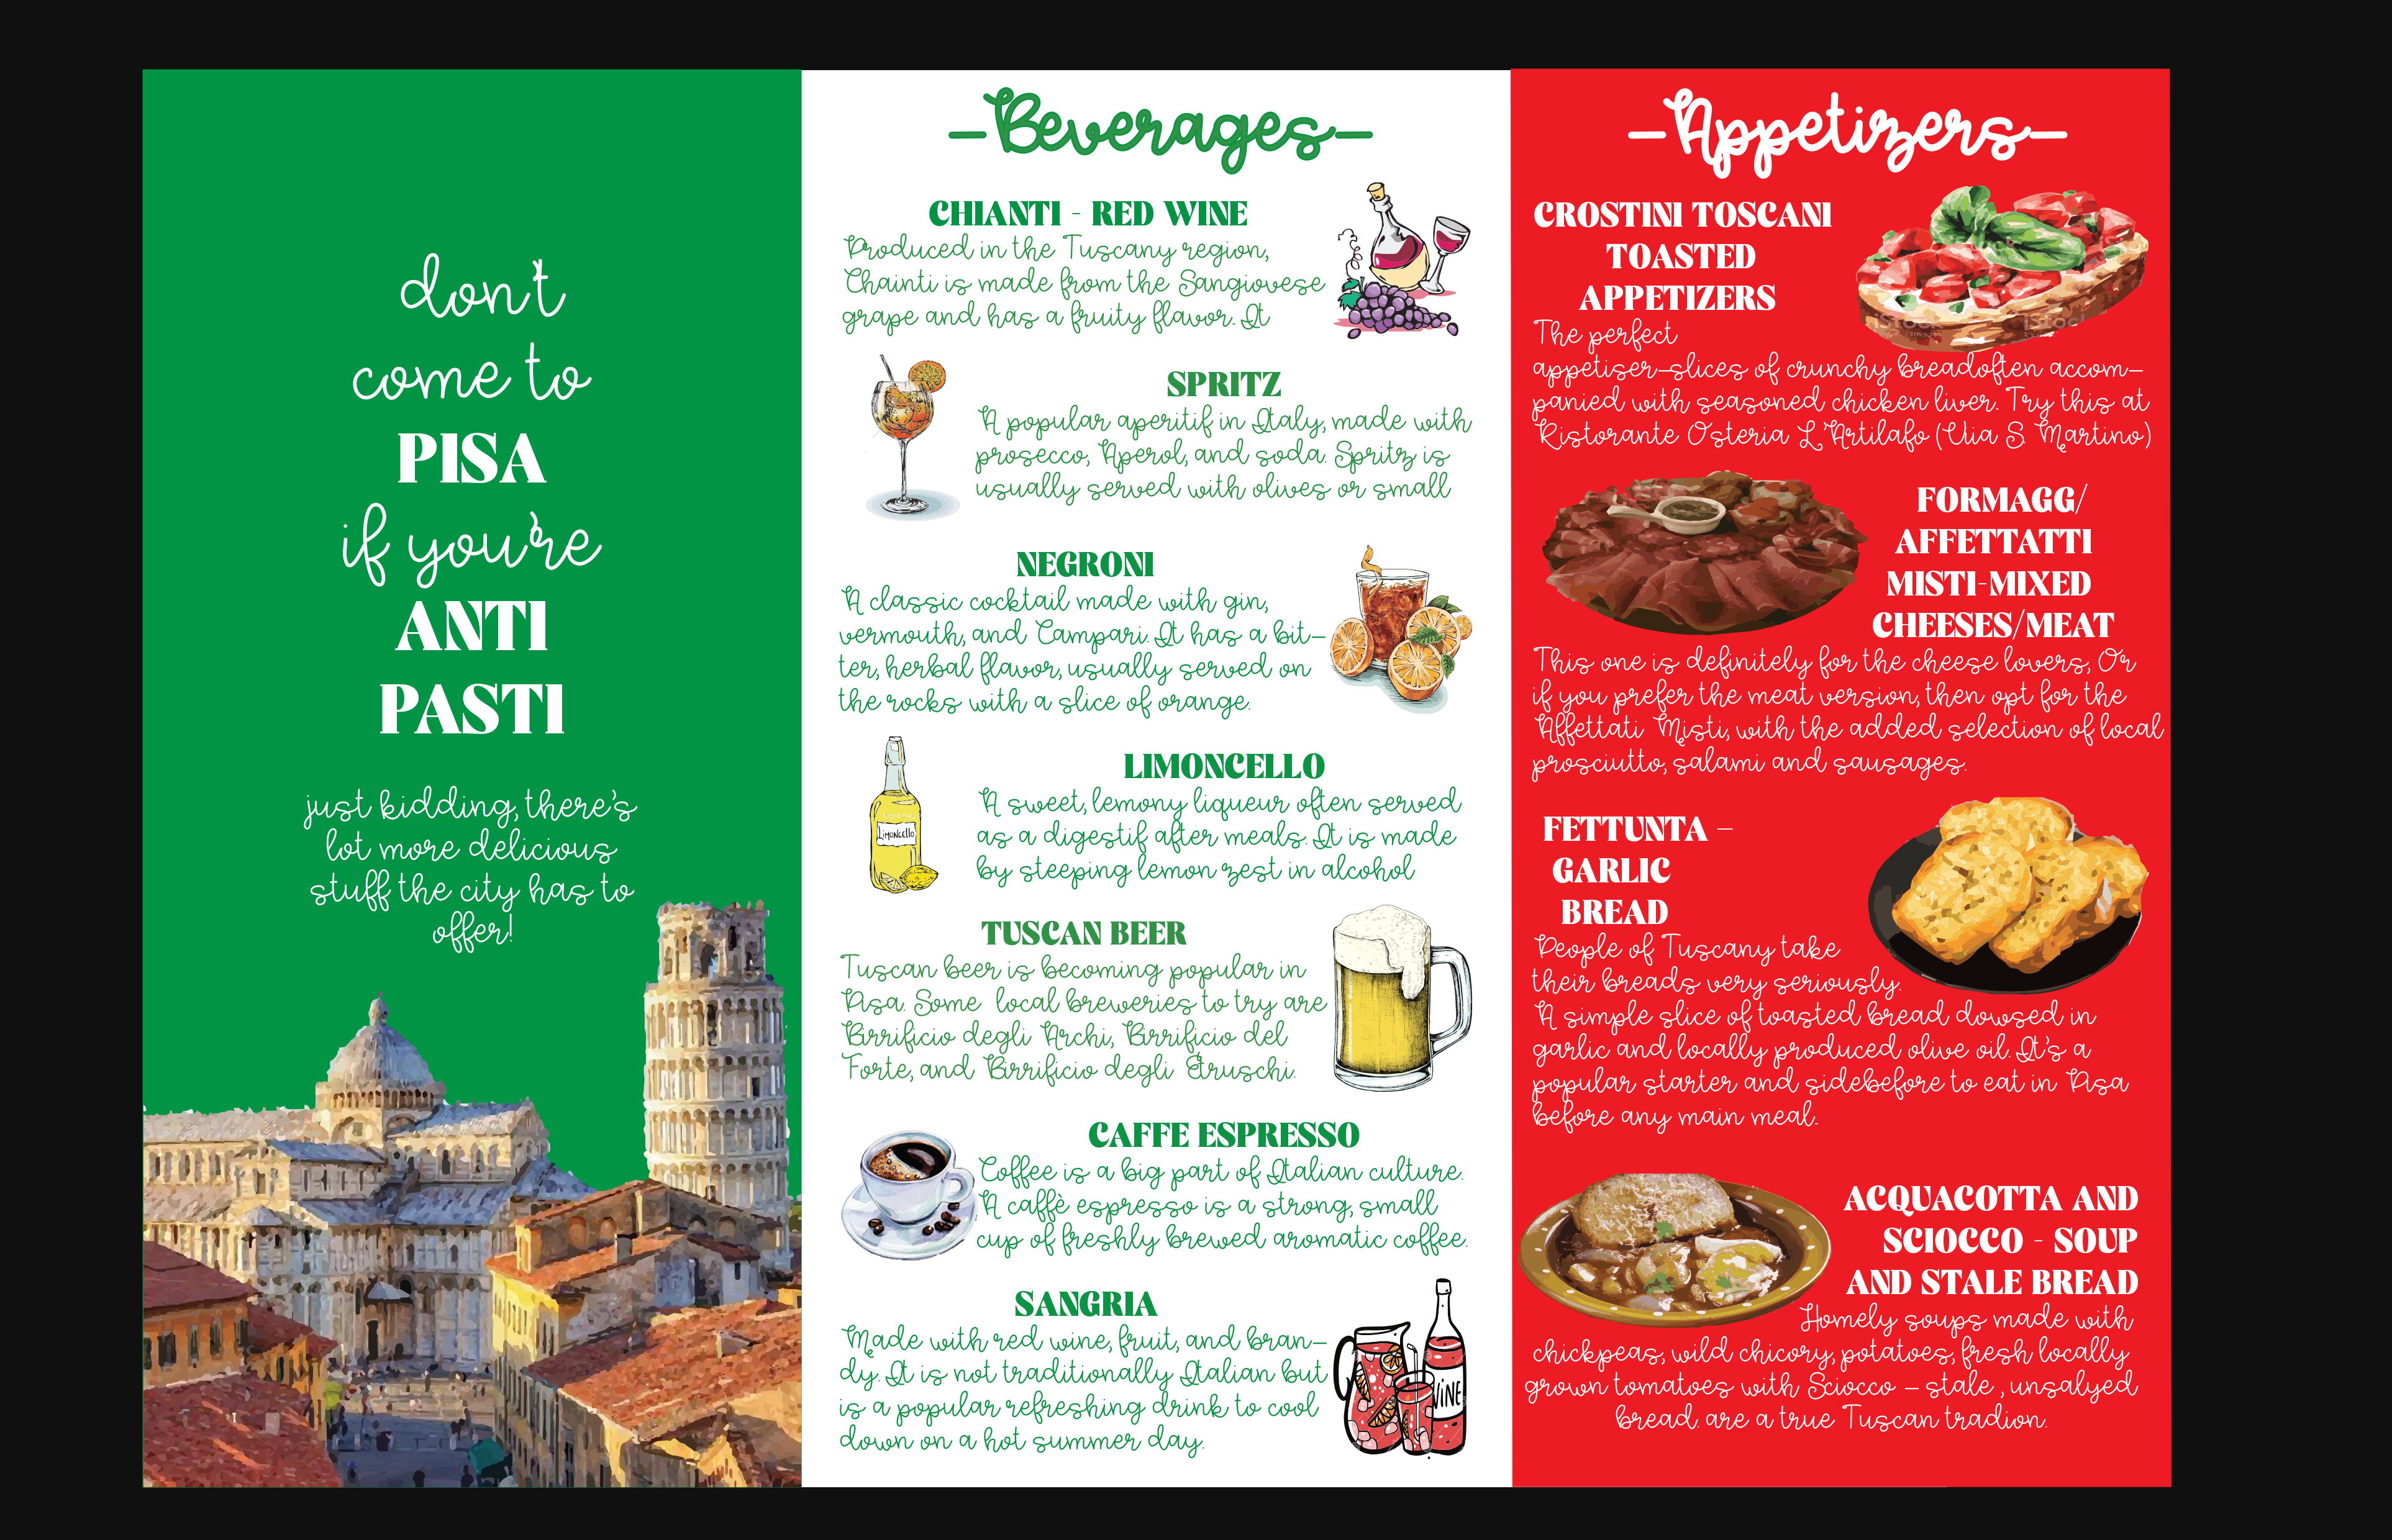 don't
come to
PISA
if you're
ANTI
PASTI
just kidding, there's
lot more delicious
stuff the city has to
offer!
-Beverages-
CHIANTI - RED WINE
Produced in the Tuscany region,
Chainti is made from the Sangiovese
grape and has a fruity flavor. It
SPRITZ
A popular aperitif in Italy, made with
prosecco, Aperol, and soda. Spritz is
usually served with olives or small
NEGRONI
A classic cocktail made with gin,
vermouth, and Campari. It has a bit-
ter, herbal flavor, usually served on
the rocks with a slice of orange.
Limoncello
LIMONCELLO
A sweet, lemony liqueur often served
as a digestif after meals. It is made
by steeping lemon zest in alcohol
TUSCAN BEER
Tuscan beer is becoming popular in
Pisa. Some local breweries to try are
Birrificio degli Archi, Birrificio del
Forte, and Birrificio degli Etruschi.
CAFFE ESPRESSO
Coffee is a big part of Italian culture.
A caffè espresso is a strong, small
cup of freshly brewed aromatic coffee.
SANGRIA
Made with red wine, fruit, and bran-
dy. It is not traditionally Italian but
is a popular refreshing drink to cool
down on a hot summer day.
WINE
-Appetizers-
CROSTINI TOSCANI
TOASTED
APPETIZERS
The perfect
appetiser-slices of crunchy breadoften accom-
panied with seasoned chicken liver. Try this at
Ristorante Osteria L'Artilafo (Via S. Martino)
iStock
FORMAGG/
AFFETTATTI
MISTI-MIXED
CHEESES/MEAT
This one is definitely for the cheese lovers, Or
if you prefer the meat version, then opt for the
Affettati Misti, with the added selection of local
prosciutto, salami and sausages.
FETTUNTA -
GARLIC
BREAD
People of Tuscany take
their breads very seriously.
A simple slice of toasted bread dowsed in
garlic and locally produced olive oil. It's a
popular starter and sidebefore to eat in Pisa
before any main meal.
ACQUACOTTA AND
SCIOCCO - SOUP
AND STALE BREAD
Homely soups made with
chickpeas, wild chicory, potatoes, fresh locally
grown tomatoes with Sciocco - stale , unsalyed
bread. are a true Tuscan tradion.